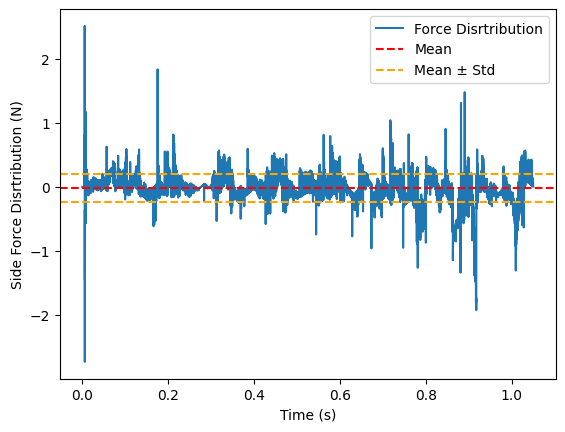 Force Disrtribution
Mean
Mean ± Std
Side Force Disrtribution (N)
2
1
0
−1
−2
0.0 0.2 0.4 0.6 0.8 1.0
Time (s)